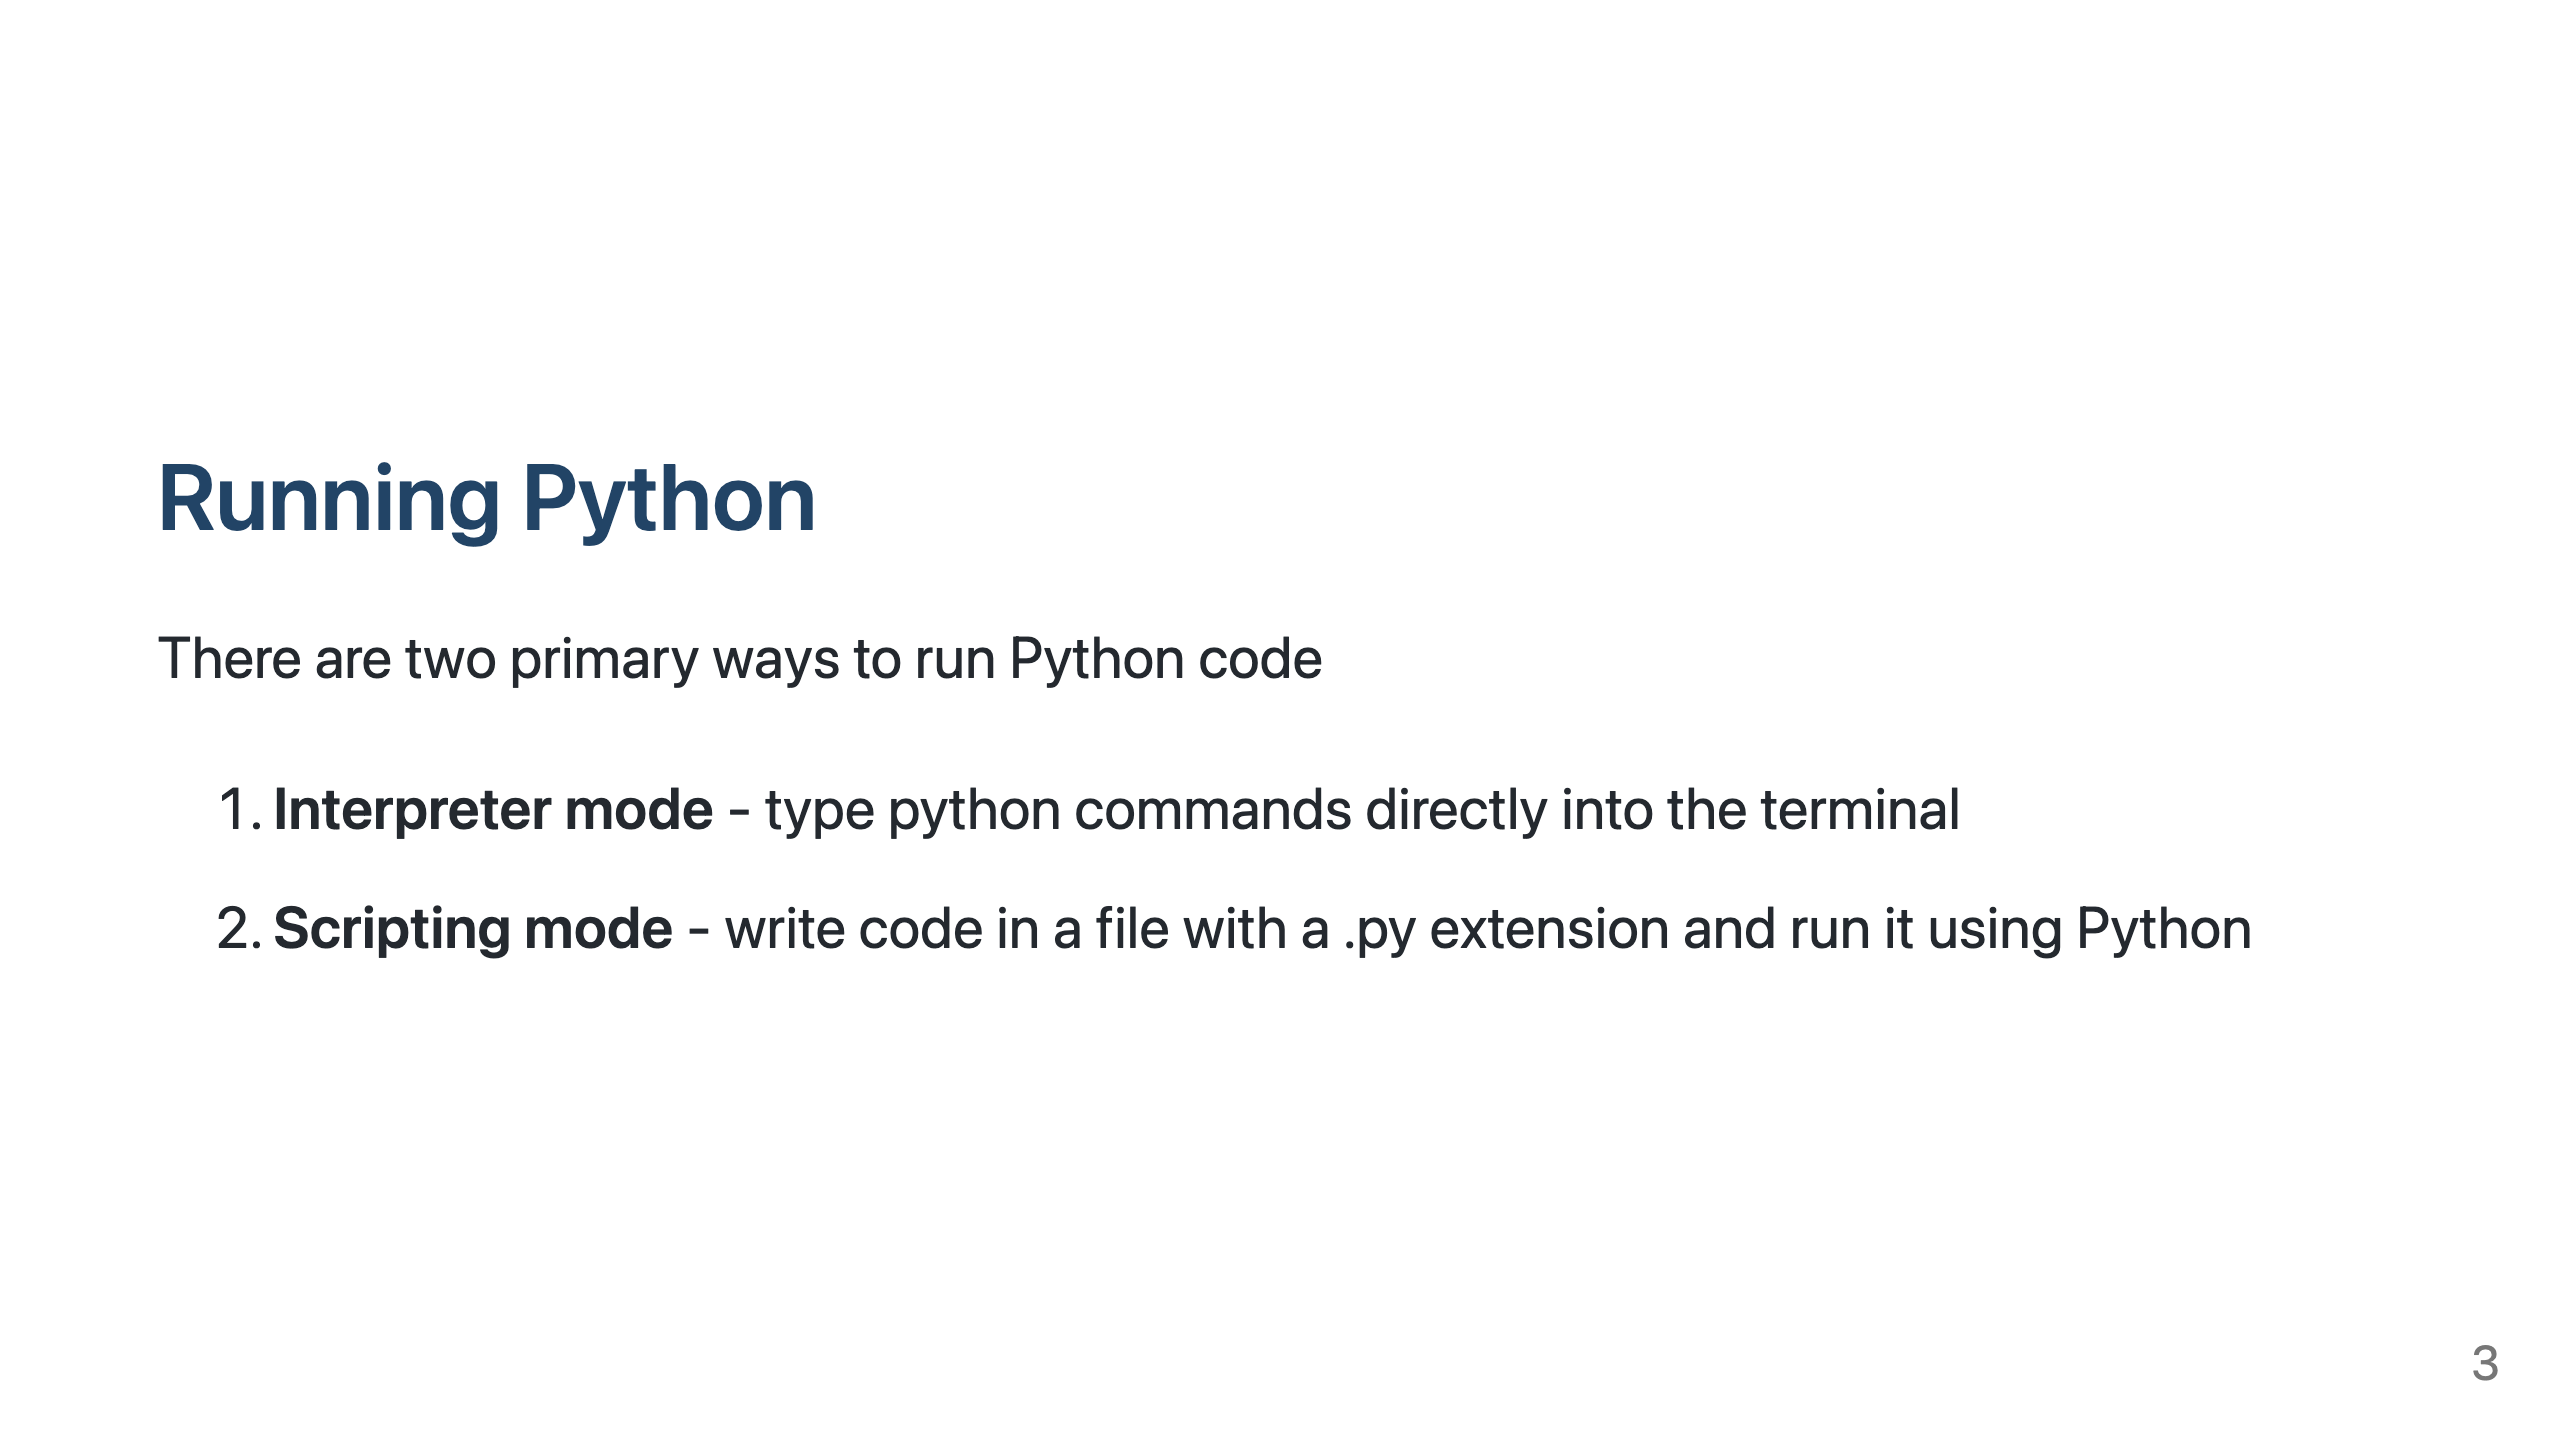 Running Python
There are two primary ways to run Python code
1. Interpreter mode - type python commands directly into the terminal
2. Scripting mode - write code in a file with a .py extension and run it using Python
3